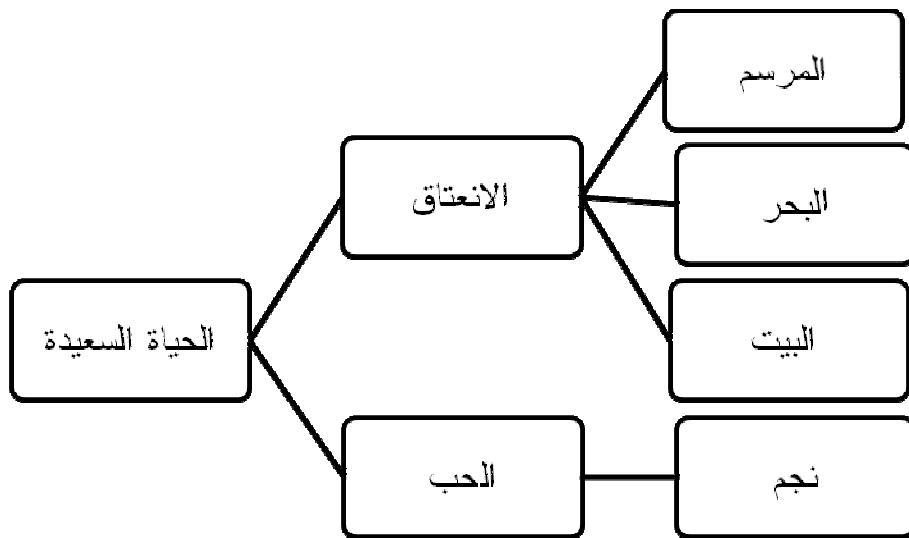 المرسم
الانعتاق
البحر
الحياة السعيدة
البيت
الحب
نجم